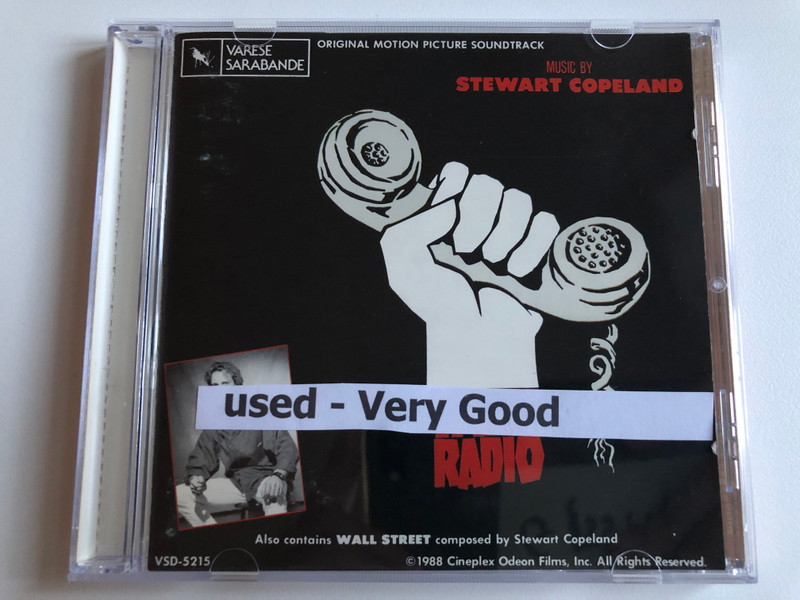 VARESE
SARABANDE
ORIGINAL MOTION PICTURE SOUNDTRACK
MUSIC BY
STEWART COPELAND
used - Very Good
RADIO
Also contains WALL STREET composed by Stewart Copeland
VSD-5215
©1988 Cineplex Odeon Films, Inc. All Rights Reserved.